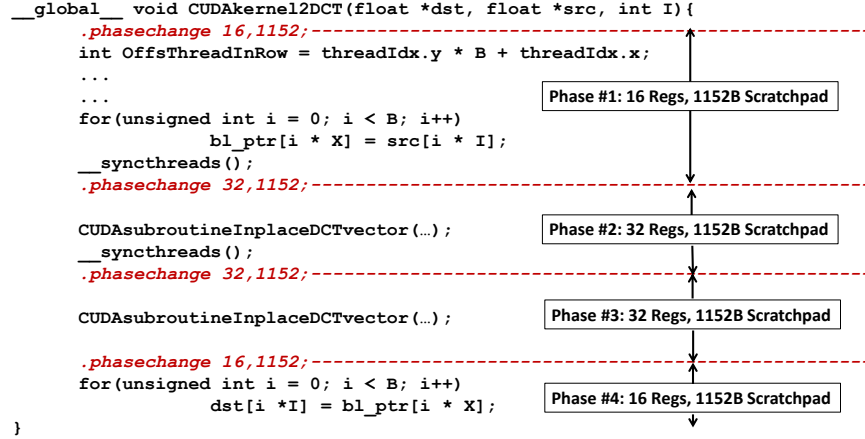 __global__ void CUDAkernel2DCT(float *dst, float *src, int I){
.phasechange 16,1152;
int OffsThreadInRow = threadIdx.y * B + threadIdx.x;
...
...
Phase #1: 16 Regs, 1152B Scratchpad
for(unsigned int i = 0; i < B; i++)
bl_ptr[i * X] = src[i * I];
__syncthreads();
.phasechange 32,1152;
CUDAsubroutineInplaceDCTvector(…);
Phase #2: 32 Regs, 1152B Scratchpad
__syncthreads();
.phasechange 32,1152;
CUDAsubroutineInplaceDCTvector(…);
Phase #3: 32 Regs, 1152B Scratchpad
.phasechange 16,1152;
for(unsigned int i = 0; i < B; i++)
dst[i *I] = bl_ptr[i * X];
Phase #4: 16 Regs, 1152B Scratchpad
}